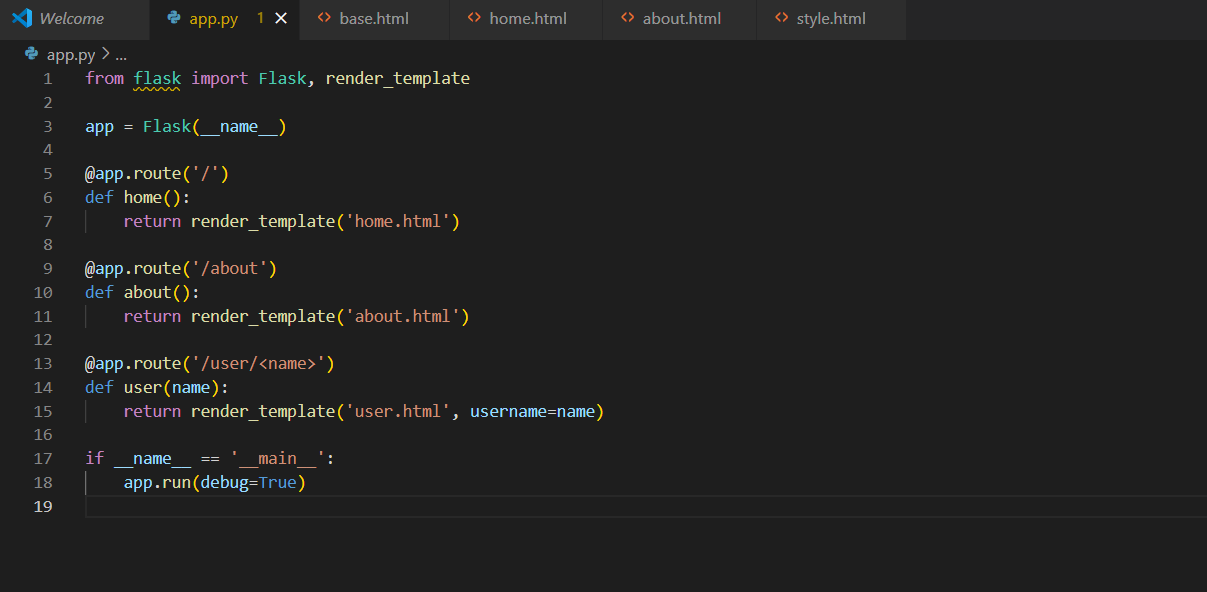 Welcome app.py 1 base.html home.html about.html style.html
app.py > ...
1 from flask import Flask, render_template
2
3 app = Flask(__name__)
4
5 @app.route('/')
6 def home():
7     return render_template('home.html')
8
9 @app.route('/about')
10 def about():
11     return render_template('about.html')
12
13 @app.route('/user/<name>')
14 def user(name):
15     return render_template('user.html', username=name)
16
17 if __name__ == '__main__':
18     app.run(debug=True)
19